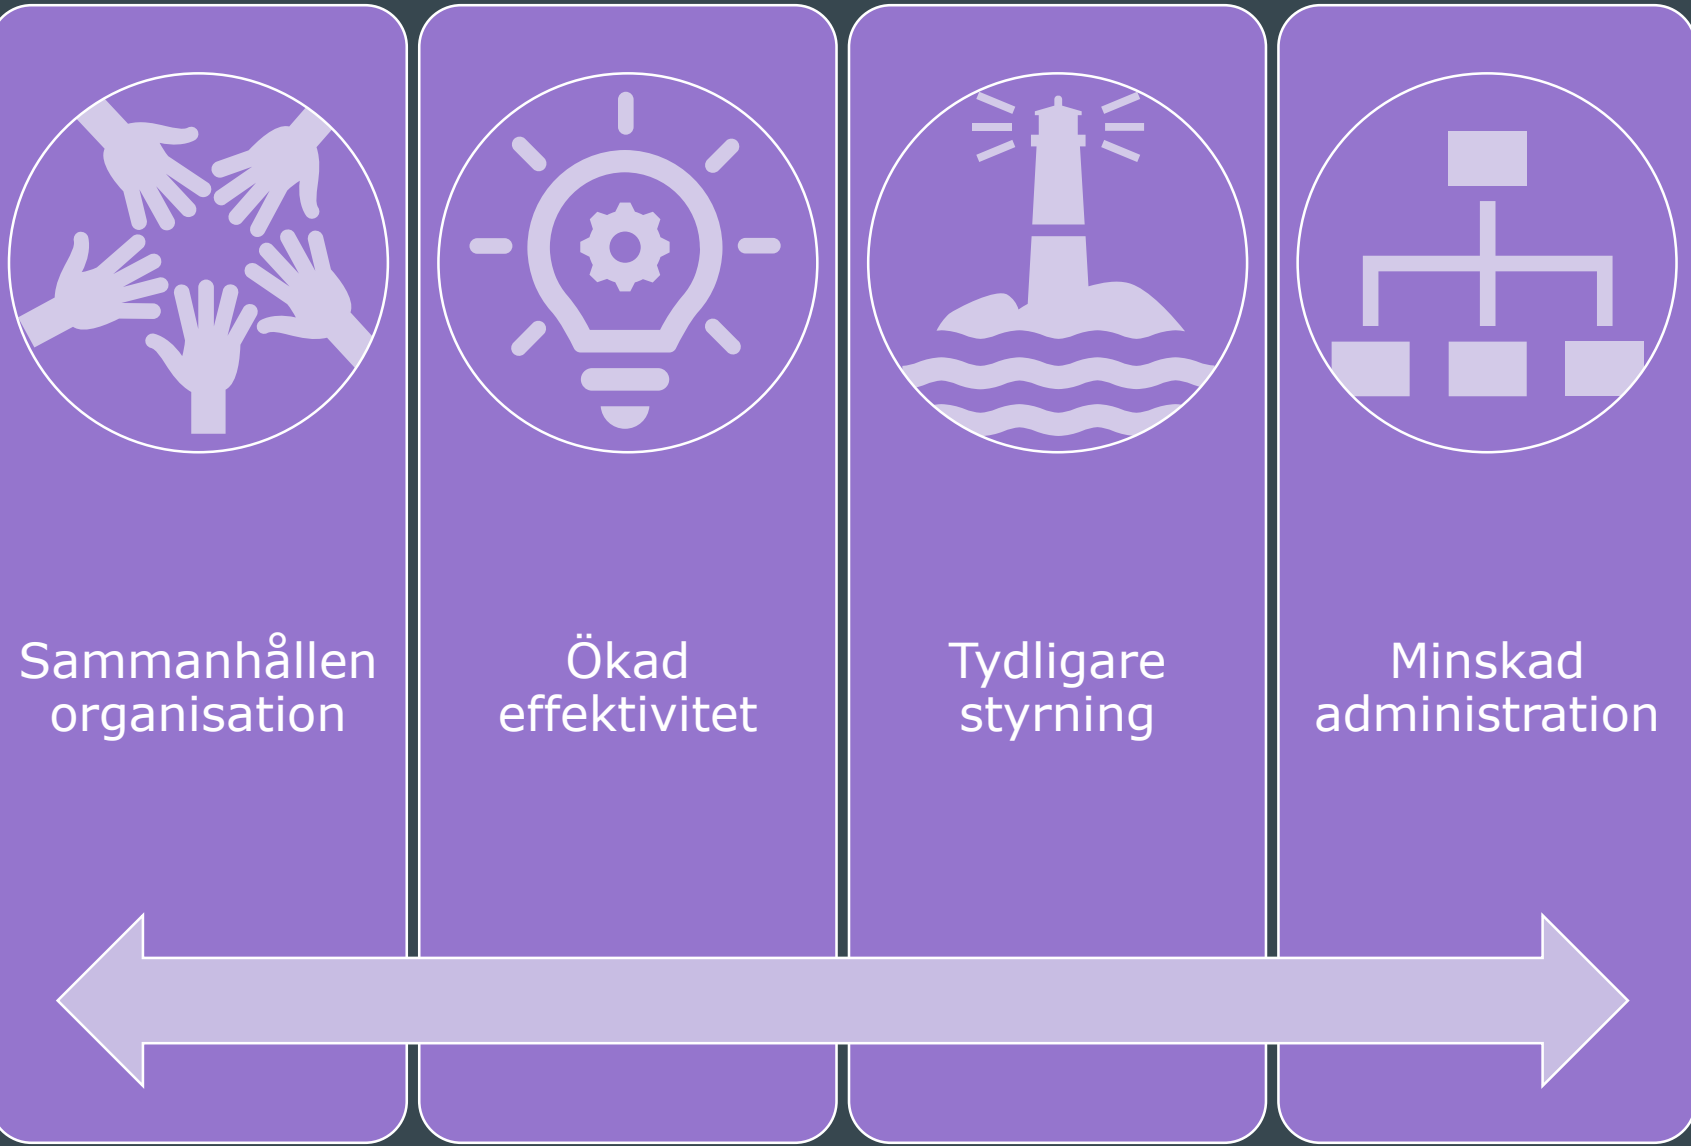 Sammanhållen
organisation
Ökad
effektivitet
Tydligare
styrning
Minskad
administration